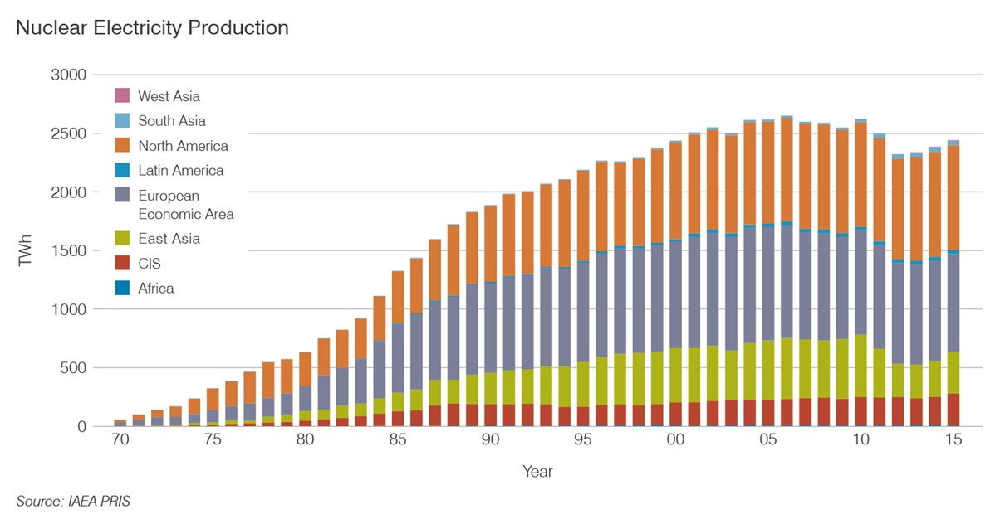 Nuclear Electricity Production
3000
2500
2000
1500
1000
500
0
TWh
West Asia
South Asia
North America
Latin America
European
Economic Area
East Asia
CIS
Africa
70 75 80 85 90 95 00 05 10 15
Year
Source: IAEA PRIS